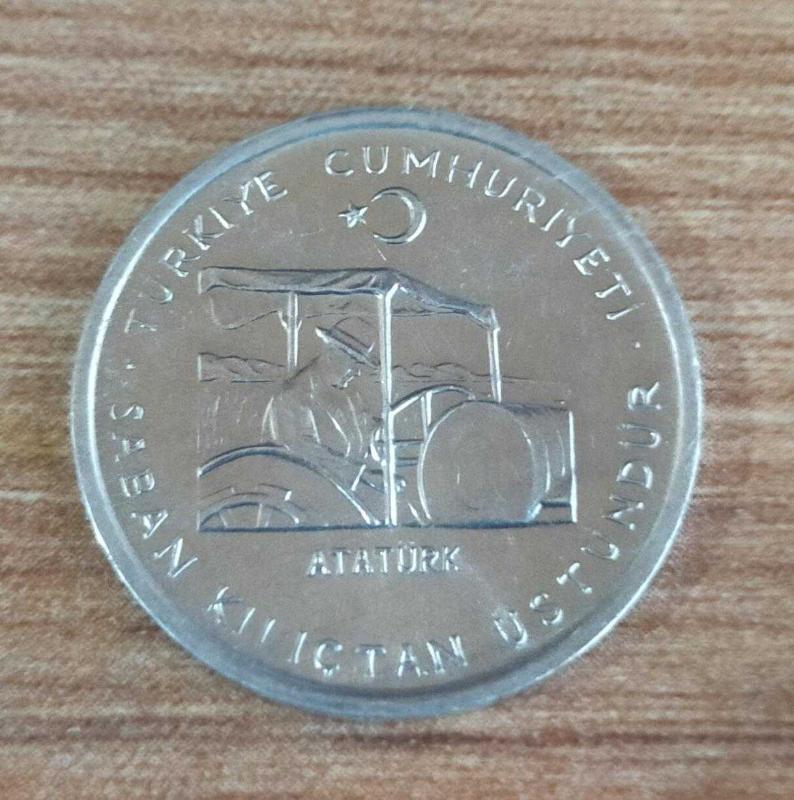 TÜRKİYE CUMHURİYETİ
ATATÜRK
· SABAN KILIÇTAN ÜSTÜNDÜR ·